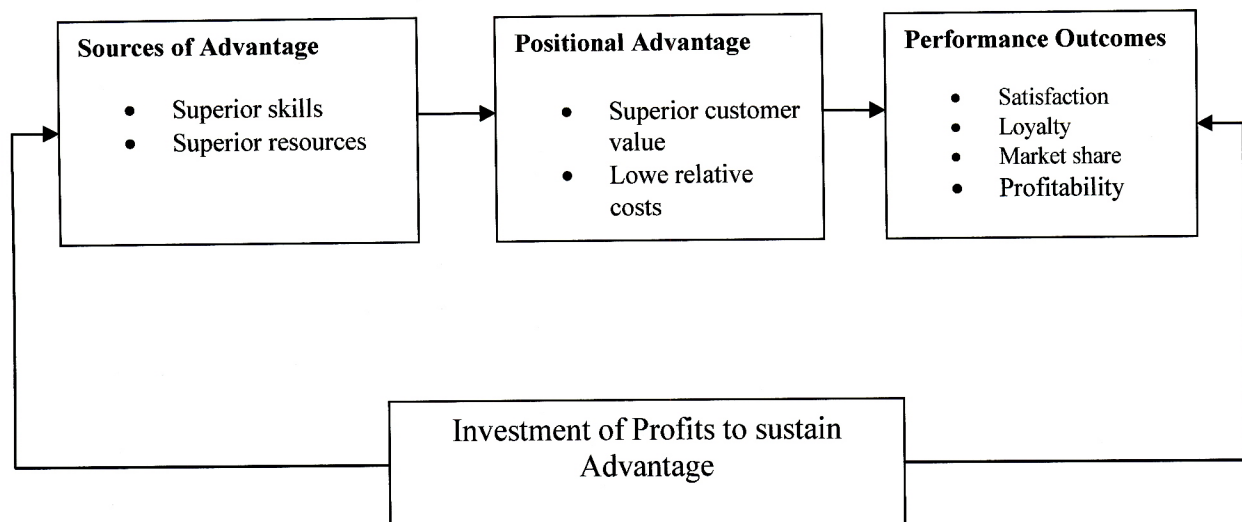 Sources of Advantage
• Superior skills
• Superior resources
Positional Advantage
• Superior customer
value
• Lowe relative
costs
Performance Outcomes
• Satisfaction
• Loyalty
• Market share
• Profitability
Investment of Profits to sustain
Advantage